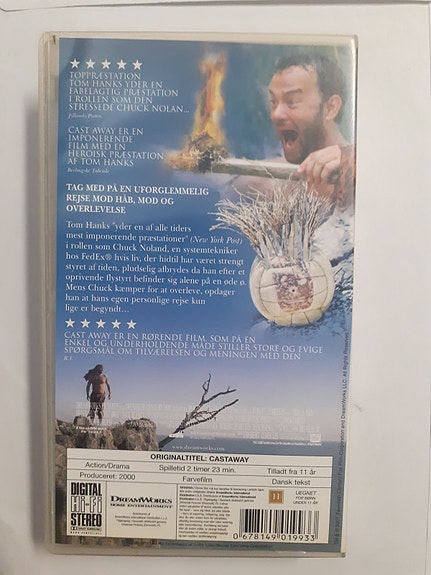 ★ ★ ★ ★ ★
TOPPRÆSTATION
TOM HANKS YDER EN
FABELAGTIG PRÆSTATION
I ROLLEN SOM DEN
STRESSEDE CHUCK NOLAN...
Jyllands-Posten
CAST AWAY ER EN
IMPONERENDE
FILM MED EN
HEROISK PRÆSTATION
AF TOM HANKS
Berlingske Tidende
TAG MED PÅ EN UFORGLEMMELIG
REJSE MOD HÅB, MOD OG
OVERLEVELSE
Tom Hanks "yder en af alle tiders
mest imponerende præstationer" (New York Post)
i rollen som Chuck Noland, en systemtekniker
hos FedEx® hvis liv, der hidtil har været strengt
styret af tiden, pludselig afbrydes da han efter et
oprivende flystyrt befinder sig alene på en øde ø.
Mens Chuck kæmper for at overleve, opdager
han at hans egen personlige rejse kun
lige er begyndt...
★ ★ ★ ★ ★
CAST AWAY ER EN RØRENDE FILM, SOM PÅ EN
ENKEL OG UNDERHOLDENDE MÅDE STILLER STORE OG EVIGE
SPØRGSMÅL OM TILVÆRELSEN OG MENINGEN MED DEN
B.T.
www.dreamworks.com
ORIGINALTITEL: CASTAWAY
Action/Drama
Spilletid 2 timer 23 min.
Tilladt fra 11 år
Produceret: 2000
Farvefilm
Dansk tekst
DIGITAL
HI-FI
STEREO
DREAMWORKS
HOME ENTERTAINMENT
11
UEGNET
FOR BØRN
UNDER 11 ÅR
0 678149 019933